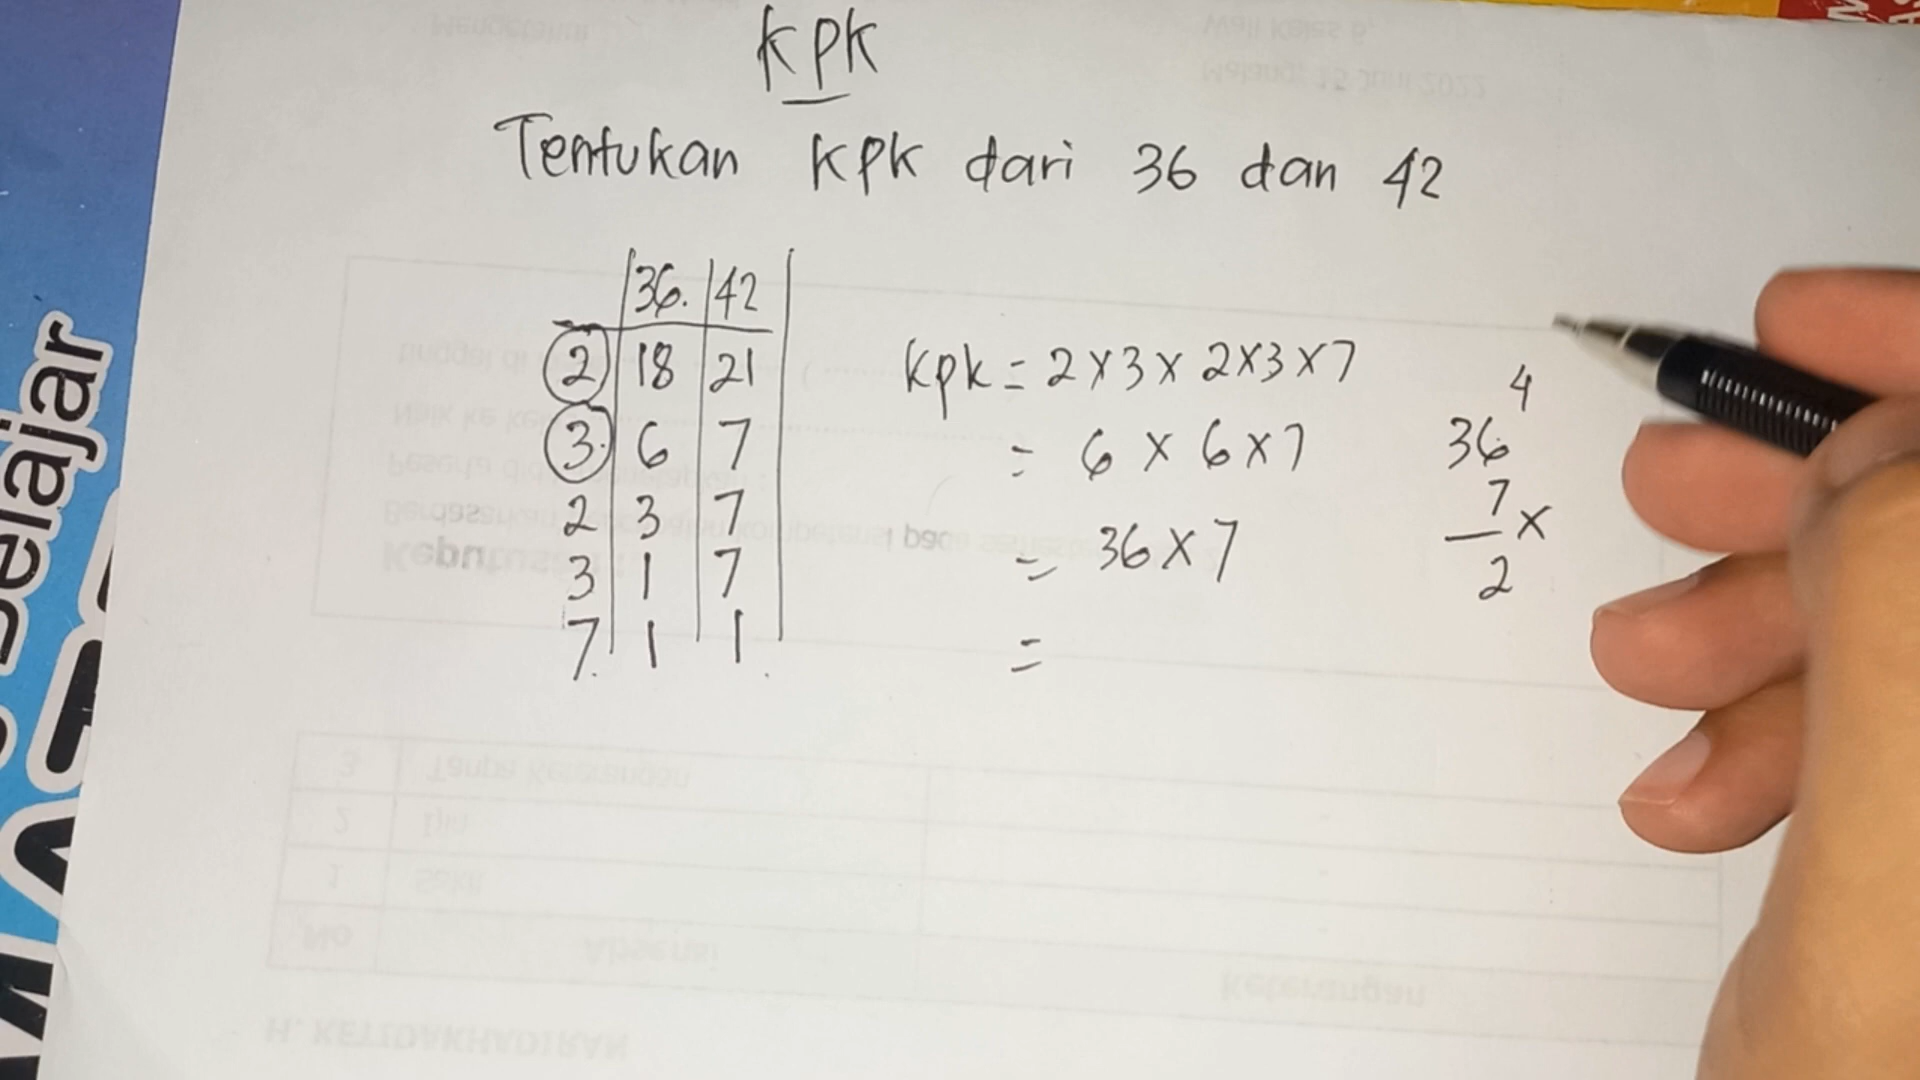 KPK
Tentukan KPK dari 36 dan 42
36. 42
2 18 21
3. 6 7
2 3 7
3 1 7
7. 1 1
KPK = 2 x 3 x 2 x 3 x 7
= 6 x 6 x 7
= 36 x 7
=
4
36
7 x
2
Belajar